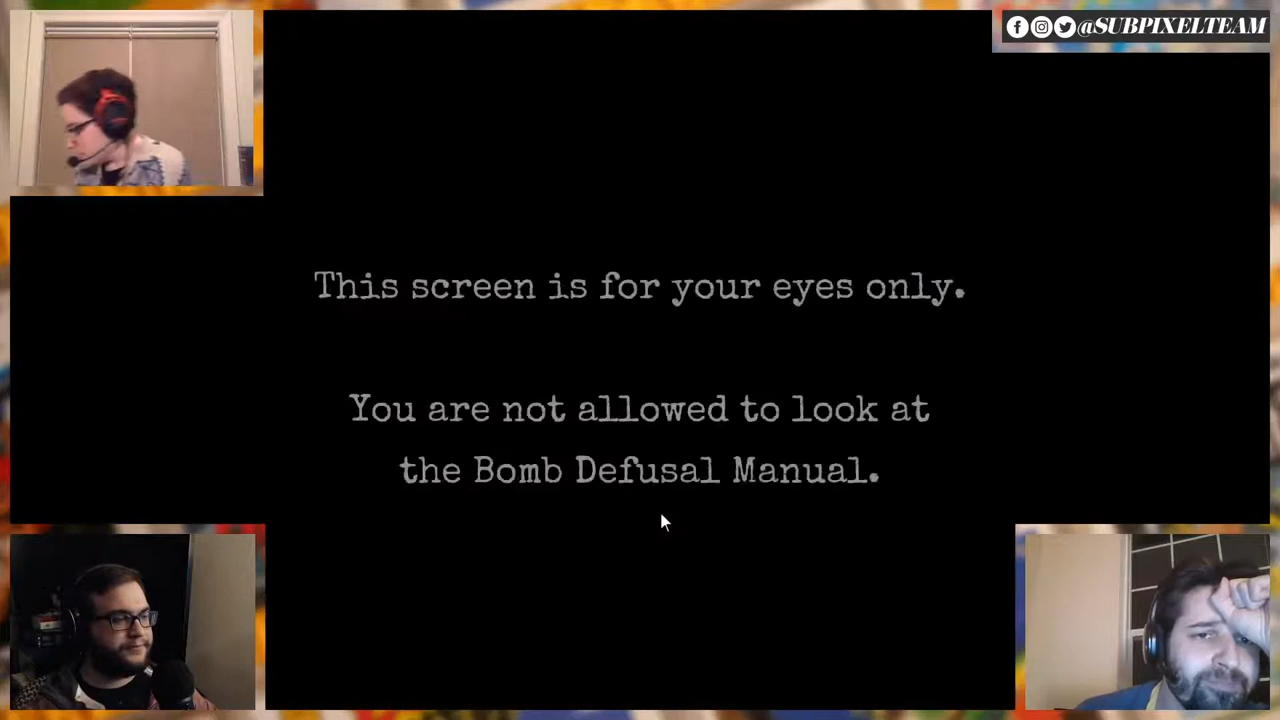 @SUBPIXELTEAM
This screen is for your eyes only.
You are not allowed to look at
the Bomb Defusal Manual.